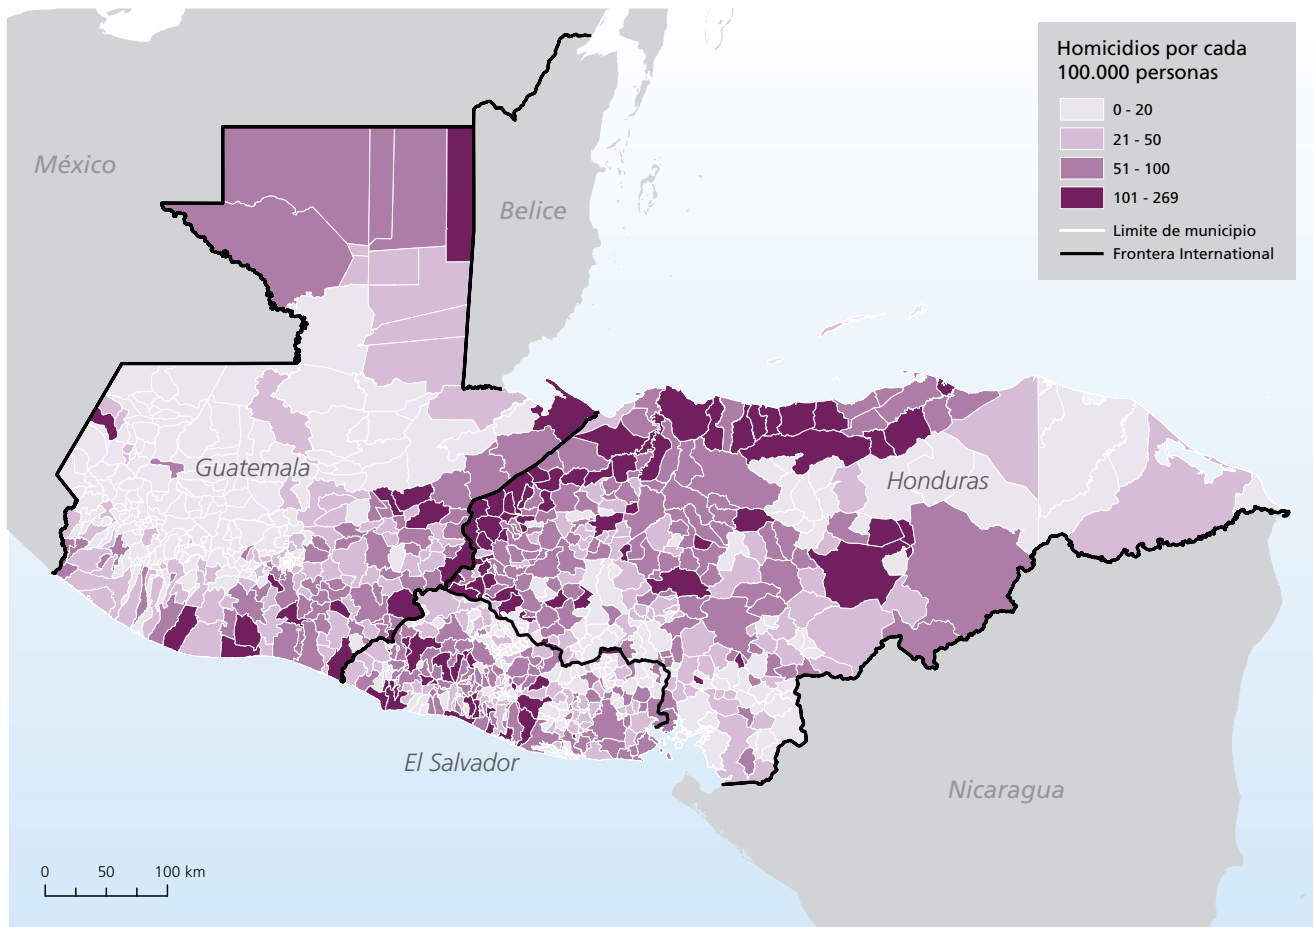 Homicidios por cada
100.000 personas
0 - 20
21 - 50
51 - 100
101 - 269
Limite de municipio
Frontera International
México
Belice
Guatemala
Honduras
El Salvador
Nicaragua
0 50 100 km